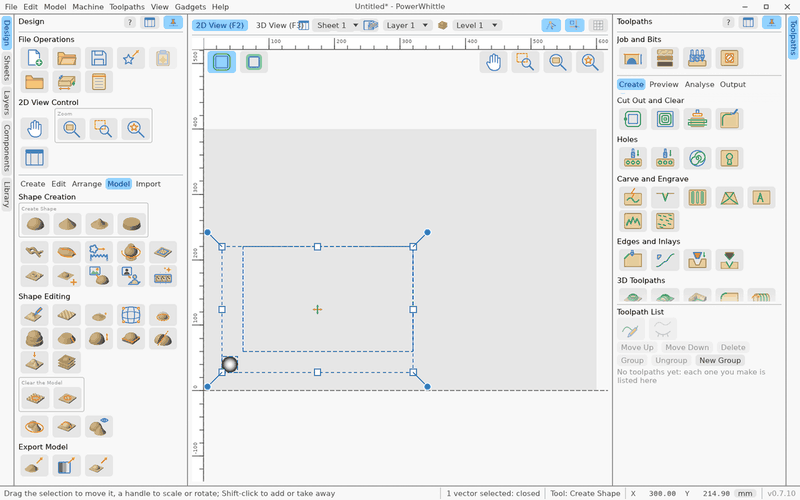 Untitled* - PowerWhittle
File Edit Model Machine Toolpaths View Gadgets Help
Design
Sheets
Layers
Components
Library
Design
?
File Operations
2D View Control
Zoom
Create Edit Arrange Model Import
Shape Creation
Create Shape
Shape Editing
Clear the Model
Export Model
2D View (F2) 3D View (F3) Sheet 1 Layer 1 Level 1
100 200 300 400 500 600
500
400
300
200
100
0
-100
Toolpaths
?
Job and Bits
Create Preview Analyse Output
Cut Out and Clear
Holes
Carve and Engrave
Edges and Inlays
3D Toolpaths
Toolpath List
Move Up Move Down Delete
Group Ungroup New Group
No toolpaths yet: each one you make is
listed here
Toolpaths
Drag the selection to move it, a handle to scale or rotate; Shift-click to add or take away
1 vector selected: closed Tool: Create Shape X 300.00 Y 214.90 mm v0.7.10